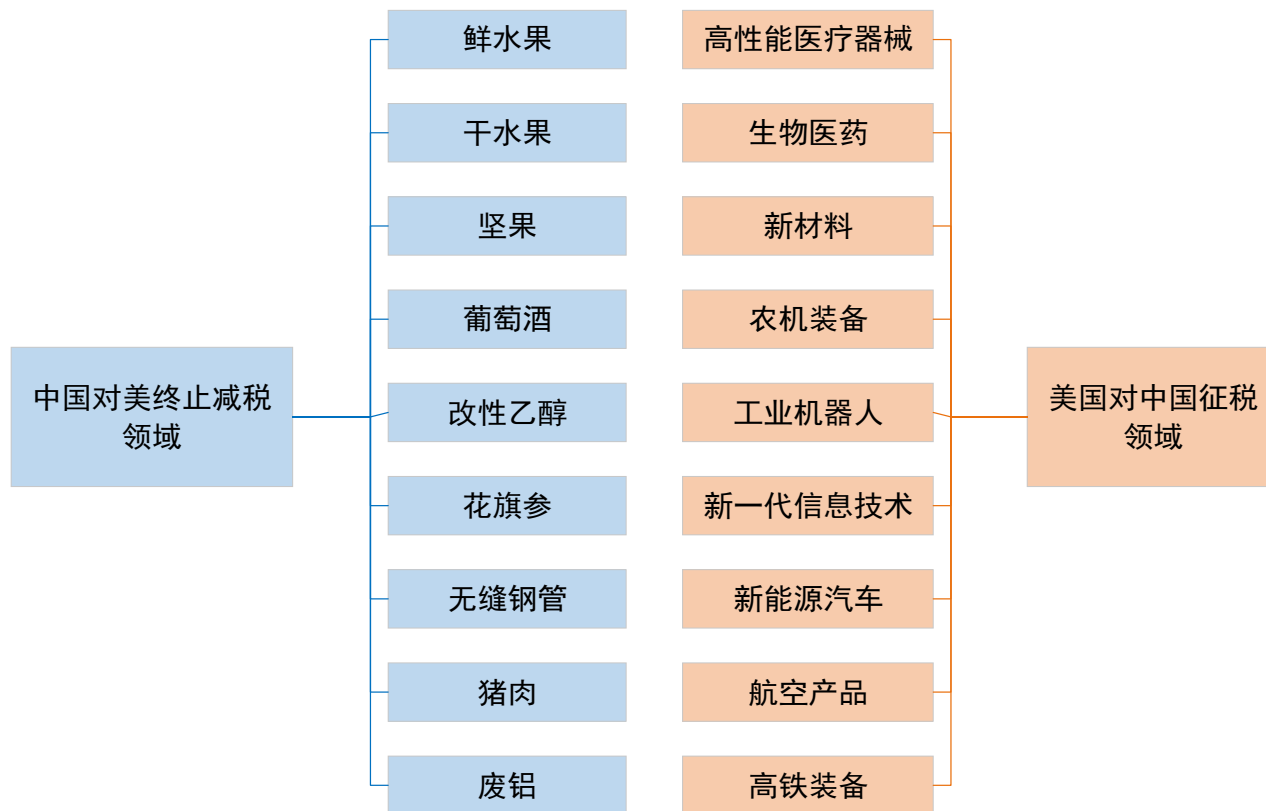 中国对美终止减税
领域
鲜水果
干水果
坚果
葡萄酒
改性乙醇
花旗参
无缝钢管
猪肉
废铝
高性能医疗器械
生物医药
新材料
农机装备
工业机器人
新一代信息技术
新能源汽车
航空产品
高铁装备
美国对中国征税
领域